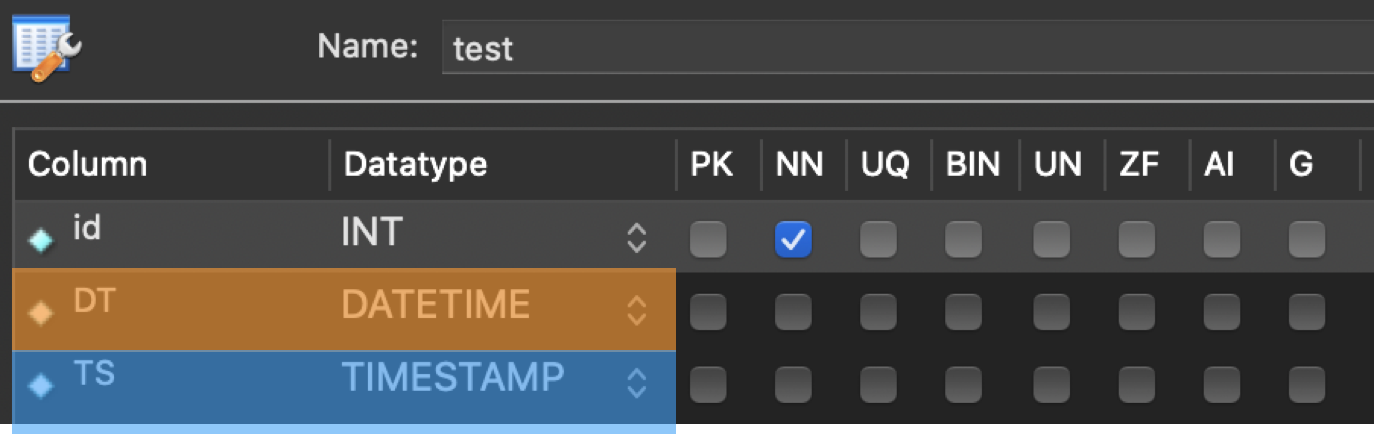 Name: test
Column Datatype PK NN UQ BIN UN ZF AI G
id INT
DT DATETIME
TS TIMESTAMP